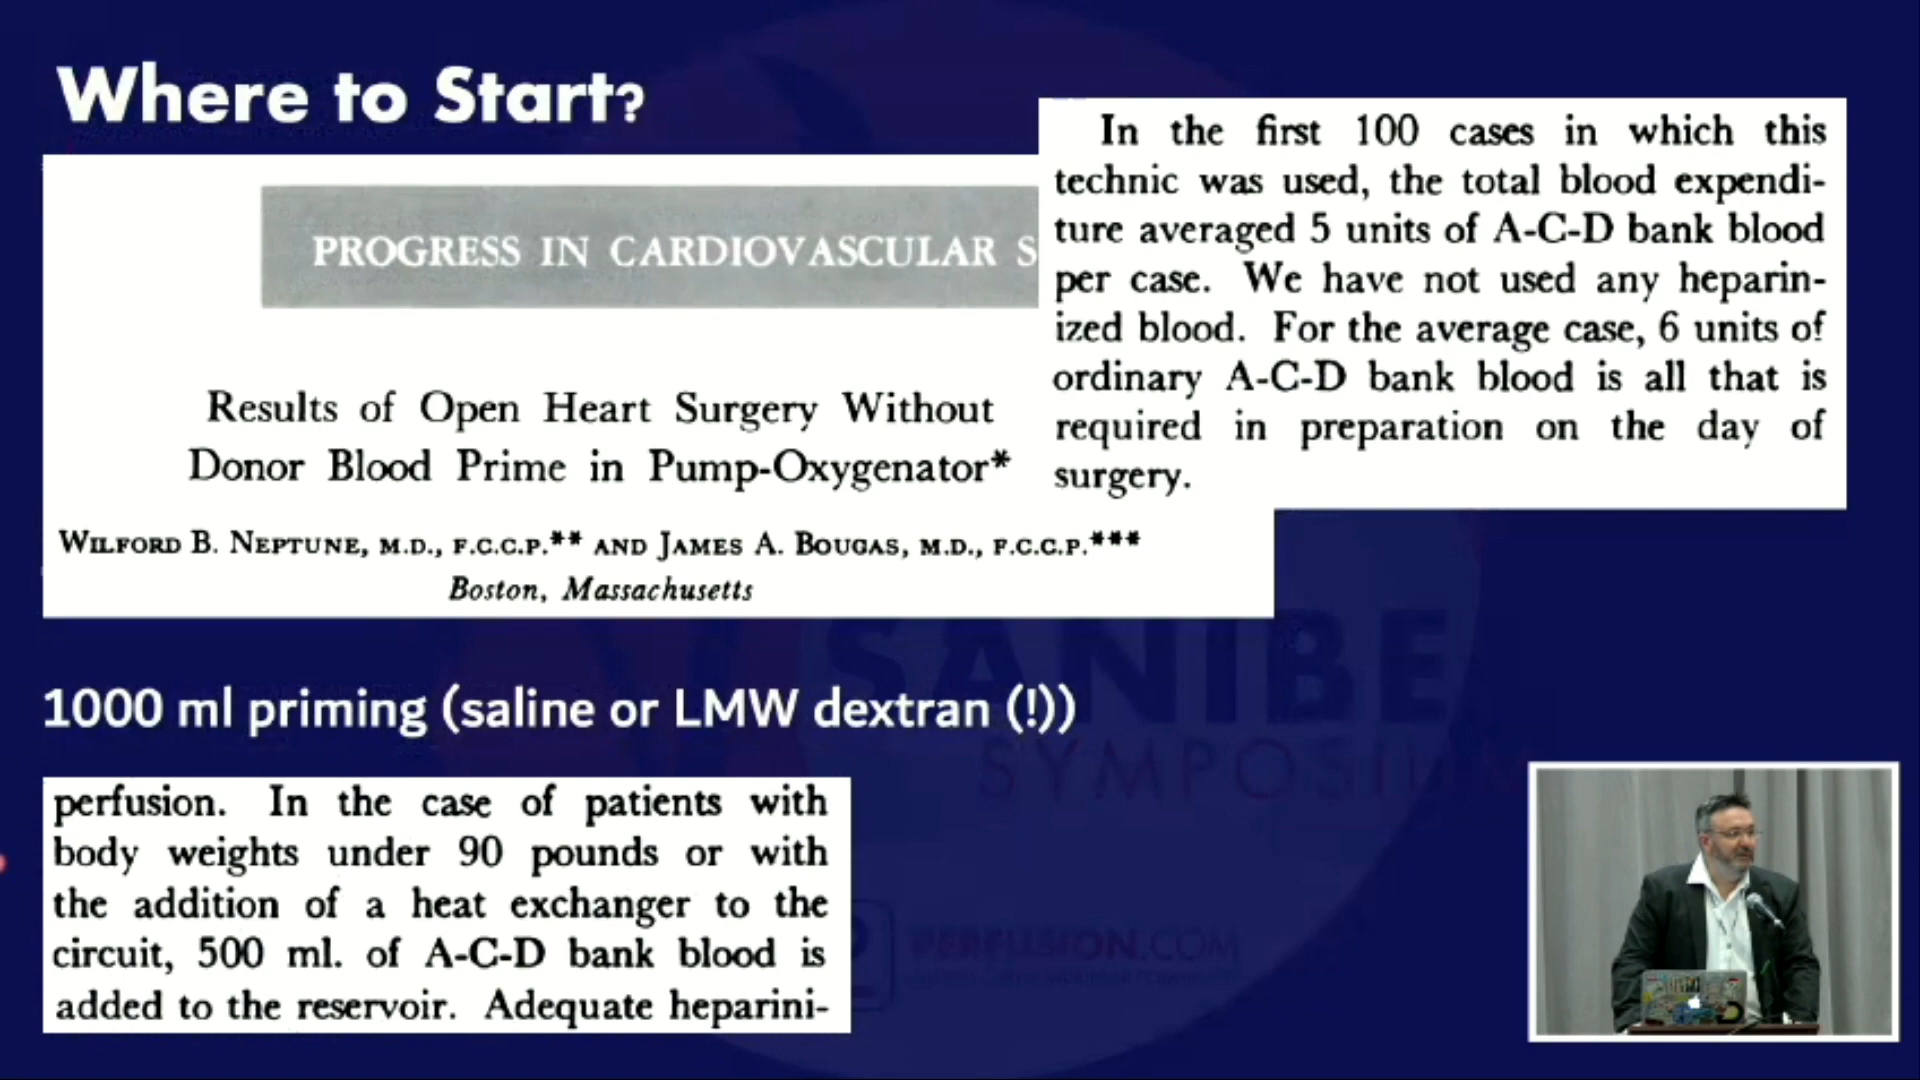 Where to Start?
PROGRESS IN CARDIOVASCULAR S
Results of Open Heart Surgery Without
Donor Blood Prime in Pump-Oxygenator*
WILFORD B. NEPTUNE, M.D., F.C.C.P.** AND JAMES A. BOUGAS, M.D., F.C.C.P.***
Boston, Massachusetts
In the first 100 cases in which this
technic was used, the total blood expendi-
ture averaged 5 units of A-C-D bank blood
per case. We have not used any heparin-
ized blood. For the average case, 6 units of
ordinary A-C-D bank blood is all that is
required in preparation on the day of
surgery.
1000 ml priming (saline or LMW dextran (!))
perfusion. In the case of patients with
body weights under 90 pounds or with
the addition of a heat exchanger to the
circuit, 500 ml. of A-C-D bank blood is
added to the reservoir. Adequate heparini-
SANIBE
SYMPOSIUM
PERFUSION.COM